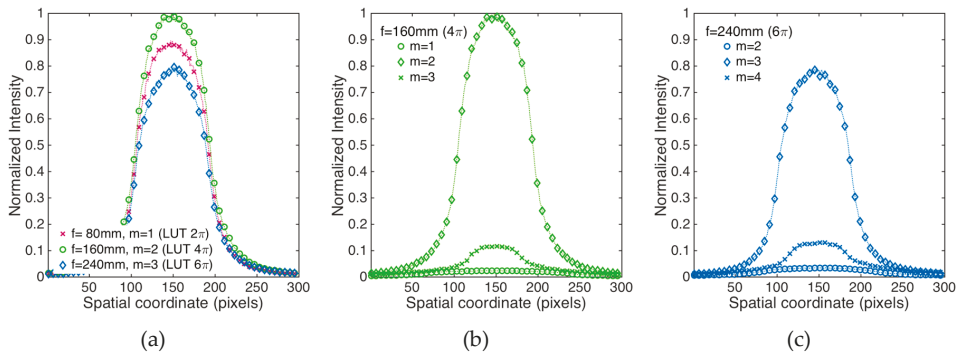 1
0.9
0.8
0.7
0.6
0.5
0.4
0.3
0.2
0.1
0
Normalized Intensity
f= 80mm, m=1 (LUT 2π)
f=160mm, m=2 (LUT 4π)
f=240mm, m=3 (LUT 6π)
0 50 100 150 200 250 300
Spatial coordinate (pixels)
(a)
1
0.9
0.8
0.7
0.6
0.5
0.4
0.3
0.2
0.1
0
Normalized Intensity
f=160mm (4π)
m=1
m=2
m=3
0 50 100 150 200 250 300
Spatial coordinate (pixels)
(b)
1
0.9
0.8
0.7
0.6
0.5
0.4
0.3
0.2
0.1
0
Normalized Intensity
f=240mm (6π)
m=2
m=3
m=4
0 50 100 150 200 250 300
Spatial coordinate (pixels)
(c)